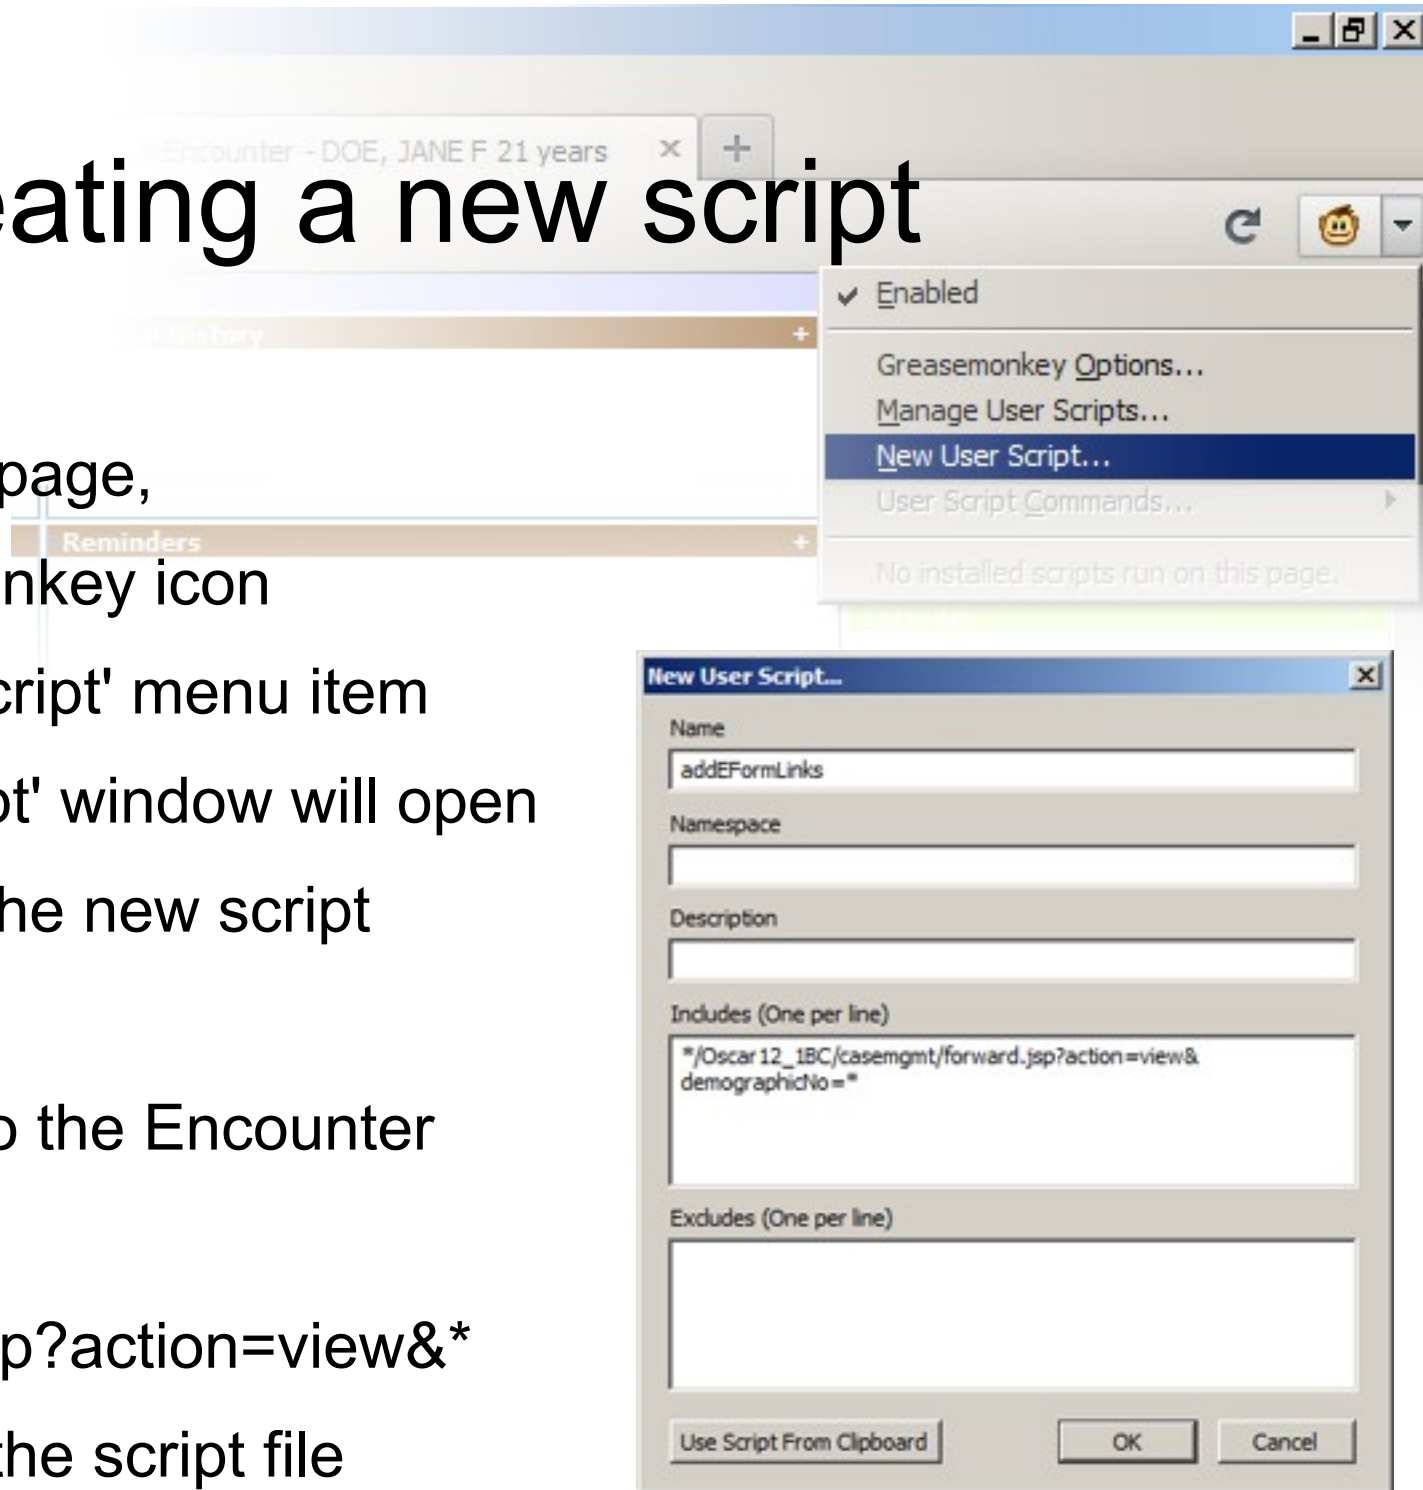 Encounter - DOE, JANE F 21 years
eating a new script
Enabled
History
Greasemonkey Options...
Manage User Scripts...
New User Script...
User Script Commands...
No installed scripts run on this page.
page,
Reminders
nkey icon
cript' menu item
ot' window will open
he new script
o the Encounter
p?action=view&*
the script file
New User Script...
Name
addEFormLinks
Namespace
Description
Includes (One per line)
*/Oscar12_1BC/casemgmt/forward.jsp?action=view&
demographicNo=*
Excludes (One per line)
Use Script From Clipboard
OK
Cancel